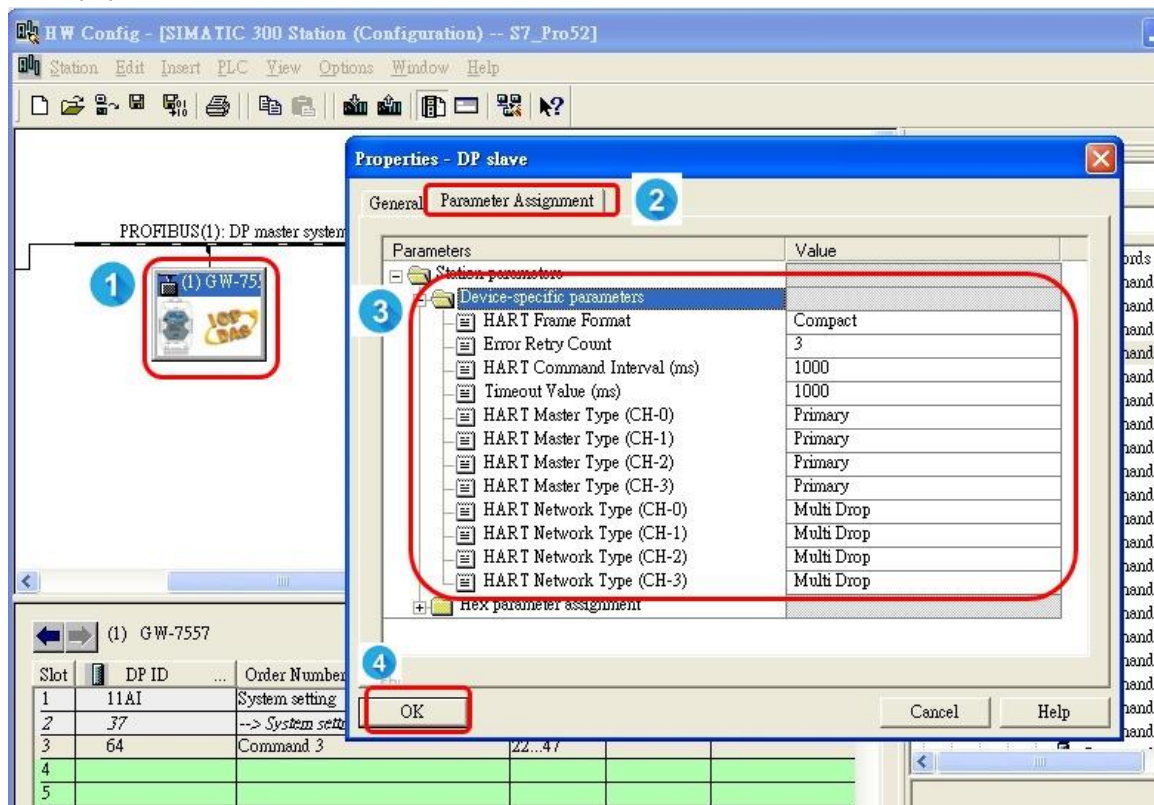 HW Config - [SIMATIC 300 Station (Configuration) -- S7_Pro52]
Station Edit Insert PLC View Options Window Help
Properties - DP slave
General Parameter Assignment 2
PROFIBUS(1): DP master system
1
(1) GW-75
ICP
DAS
3
Parameters Value
Station parameters
Device-specific parameters
HART Frame Format Compact
Error Retry Count 3
HART Command Interval (ms) 1000
Timeout Value (ms) 1000
HART Master Type (CH-0) Primary
HART Master Type (CH-1) Primary
HART Master Type (CH-2) Primary
HART Master Type (CH-3) Primary
HART Network Type (CH-0) Multi Drop
HART Network Type (CH-1) Multi Drop
HART Network Type (CH-2) Multi Drop
HART Network Type (CH-3) Multi Drop
Hex parameter assignment
4
OK Cancel Help
(1) GW-7557
Slot DP ID ... Order Number
1 11AI System setting
2 37 --> System setti
3 64 Command 3 22...47
4
5